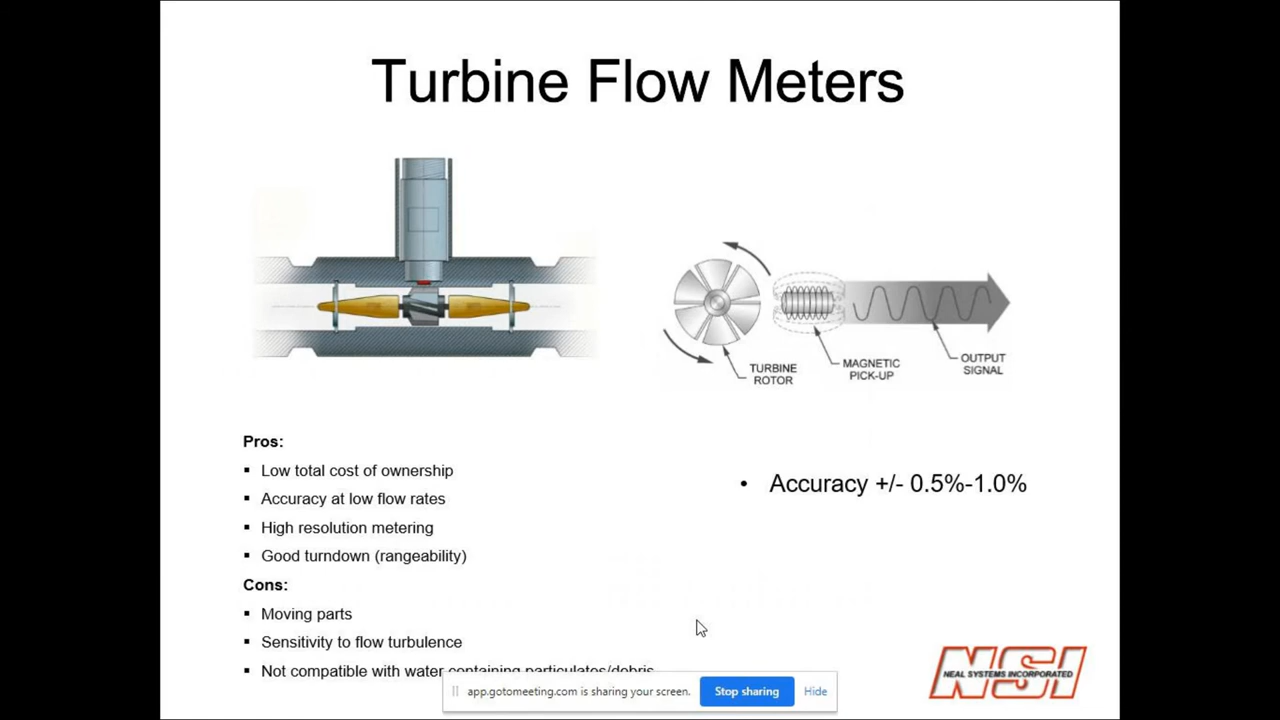 Turbine Flow Meters
TURBINE
ROTOR
MAGNETIC
PICK-UP
OUTPUT
SIGNAL
Pros:
▪ Low total cost of ownership
▪ Accuracy at low flow rates
▪ High resolution metering
▪ Good turndown (rangeability)
Cons:
▪ Moving parts
▪ Sensitivity to flow turbulence
▪ Not compatible with water containing particulates/debris
• Accuracy +/- 0.5%-1.0%
NSI
NEAL SYSTEMS INCORPORATED
app.gotomeeting.com is sharing your screen.
Stop sharing
Hide